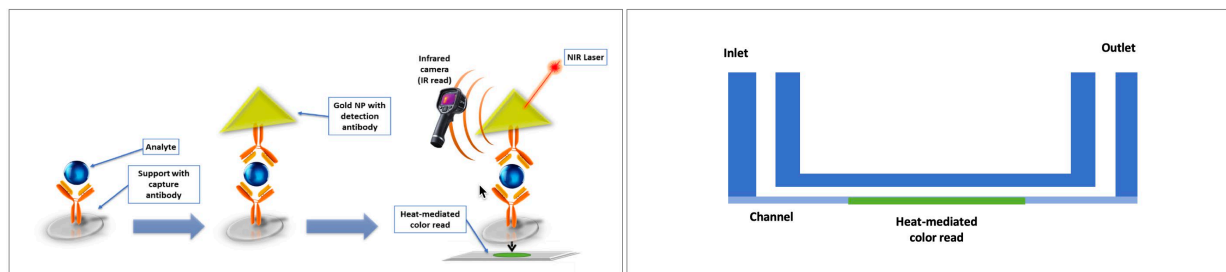 Infrared
camera
(IR read)
NIR Laser
Gold NP with
detection
antibody
Analyte
Support with
capture
antibody
Heat-mediated
color read
Inlet
Outlet
Channel
Heat-mediated
color read